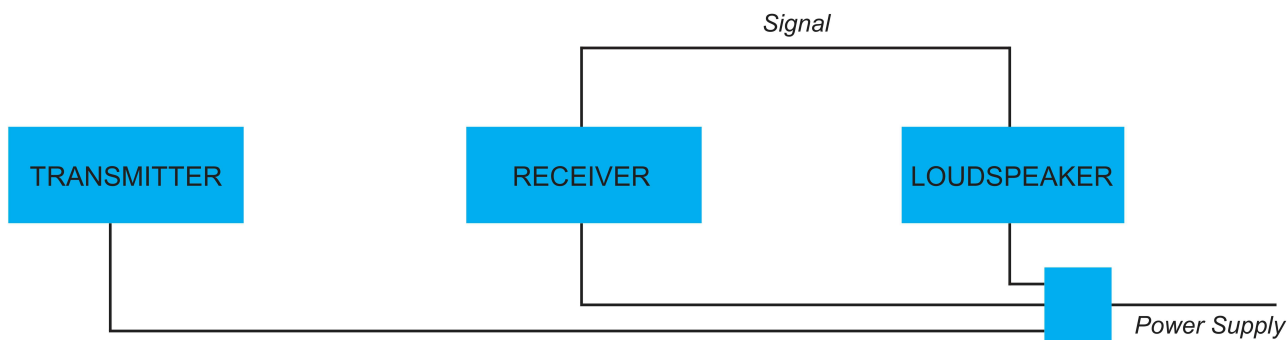 Signal
TRANSMITTER
RECEIVER
LOUDSPEAKER
Power Supply